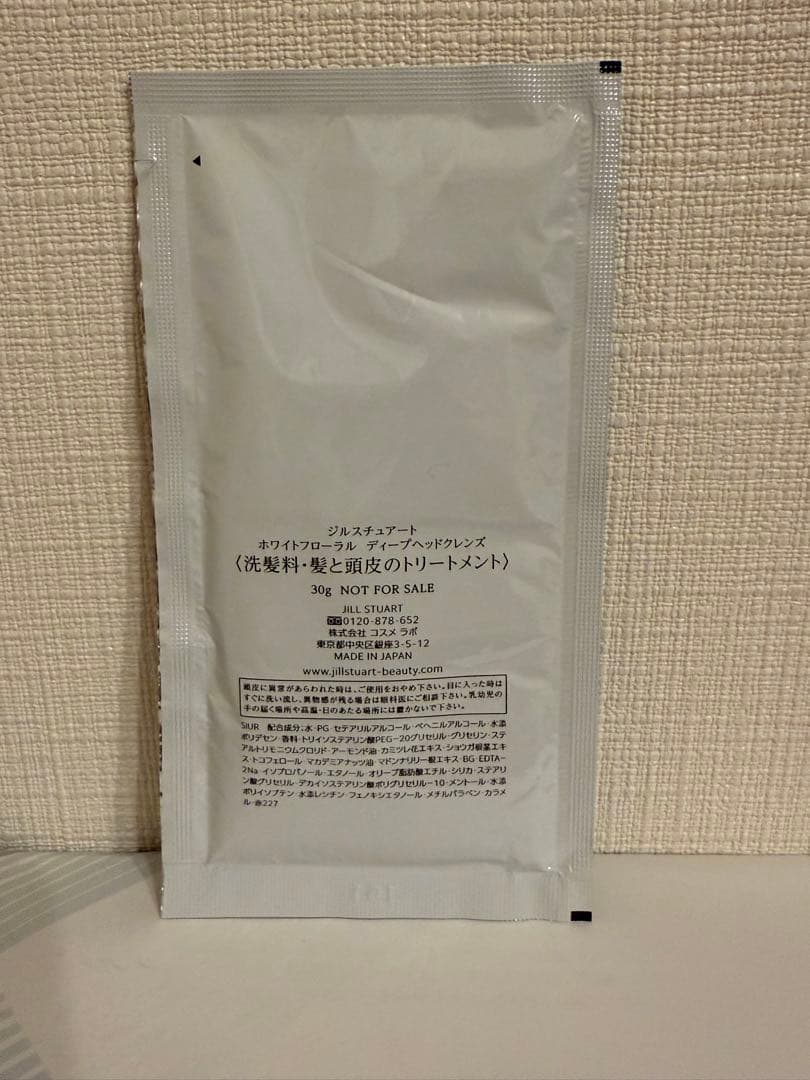 ジルスチュアート
ホワイトフローラル ディープヘッドクレンズ
〈洗髪料・髪と頭皮のトリートメント〉
30g NOT FOR SALE
JILL STUART
0120-878-652
株式会社 コスメ ラボ
東京都中央区銀座3-5-12
MADE IN JAPAN
www.jillstuart-beauty.com
頭皮に異常があらわれた時は、ご使用をおやめ下さい。目に入った時は
すぐに洗い流し、異物感が残る場合は眼科医にご相談下さい。乳幼児の
手の届く場所や高温・日のあたる場所には置かないで下さい。
SIUR 配合成分:水・PG・セテアリルアルコール・ベヘニルアルコール・水添
ポリデセン・香料・トリイソステアリン酸PEG-20グリセリル・グリセリン・ステ
アルトリモニウムクロリド・アーモンド油・カミツレ花エキス・ショウガ根茎エキ
ス・トコフェロール・マカデミアナッツ油・マドンナリリー根エキス・BG・EDTA-
2Na・イソプロパノール・エタノール・オリーブ脂肪酸エチル・シリカ・ステアリ
ン酸グリセリル・デカイソステアリン酸ポリグリセリル-10・メントール・水添
ポリイソブテン・水添レシチン・フェノキシエタノール・メチルパラベン・カラメ
ル・赤227